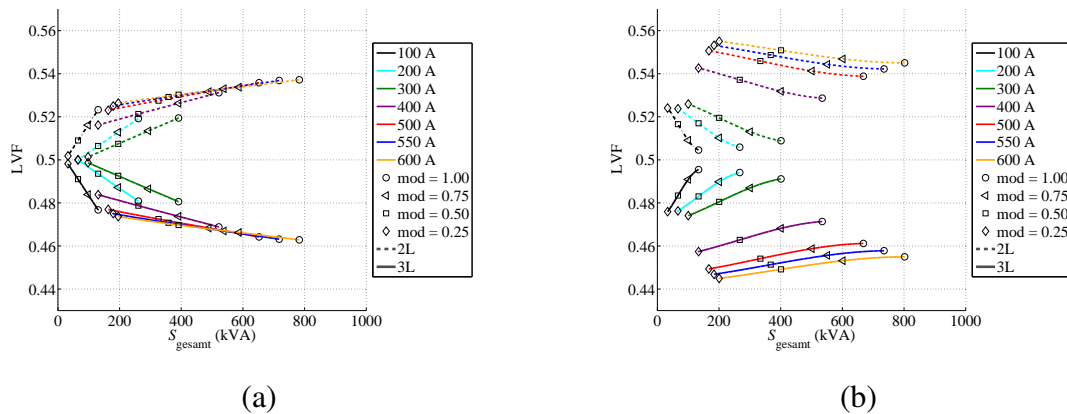 0.56
0.54
0.52
0.5
0.48
0.46
0.44
LVF
0 200 400 600 800 1000
S gesamt (kVA)
100 A
200 A
300 A
400 A
500 A
550 A
600 A
mod = 1.00
mod = 0.75
mod = 0.50
mod = 0.25
2L
3L
(a)
0.56
0.54
0.52
0.5
0.48
0.46
0.44
LVF
0 200 400 600 800 1000
S gesamt (kVA)
100 A
200 A
300 A
400 A
500 A
550 A
600 A
mod = 1.00
mod = 0.75
mod = 0.50
mod = 0.25
2L
3L
(b)